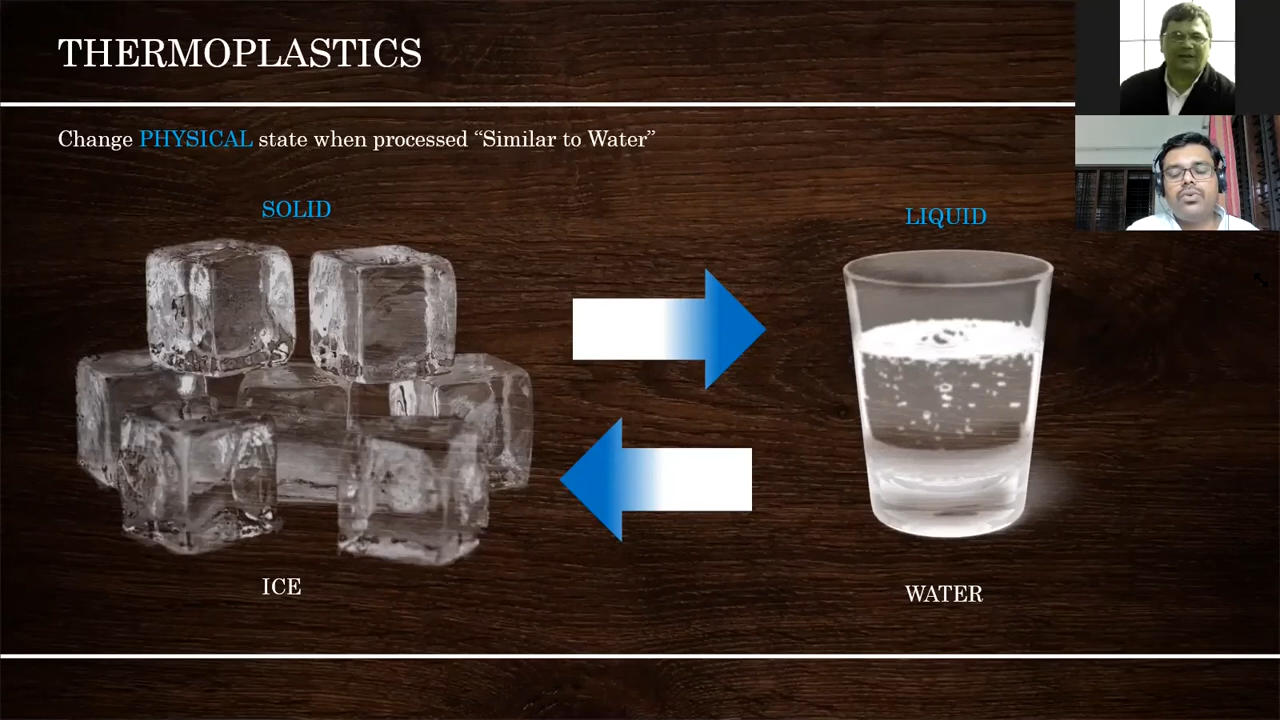 THERMOPLASTICS
Change PHYSICAL state when processed “Similar to Water”
SOLID
LIQUID
ICE
WATER